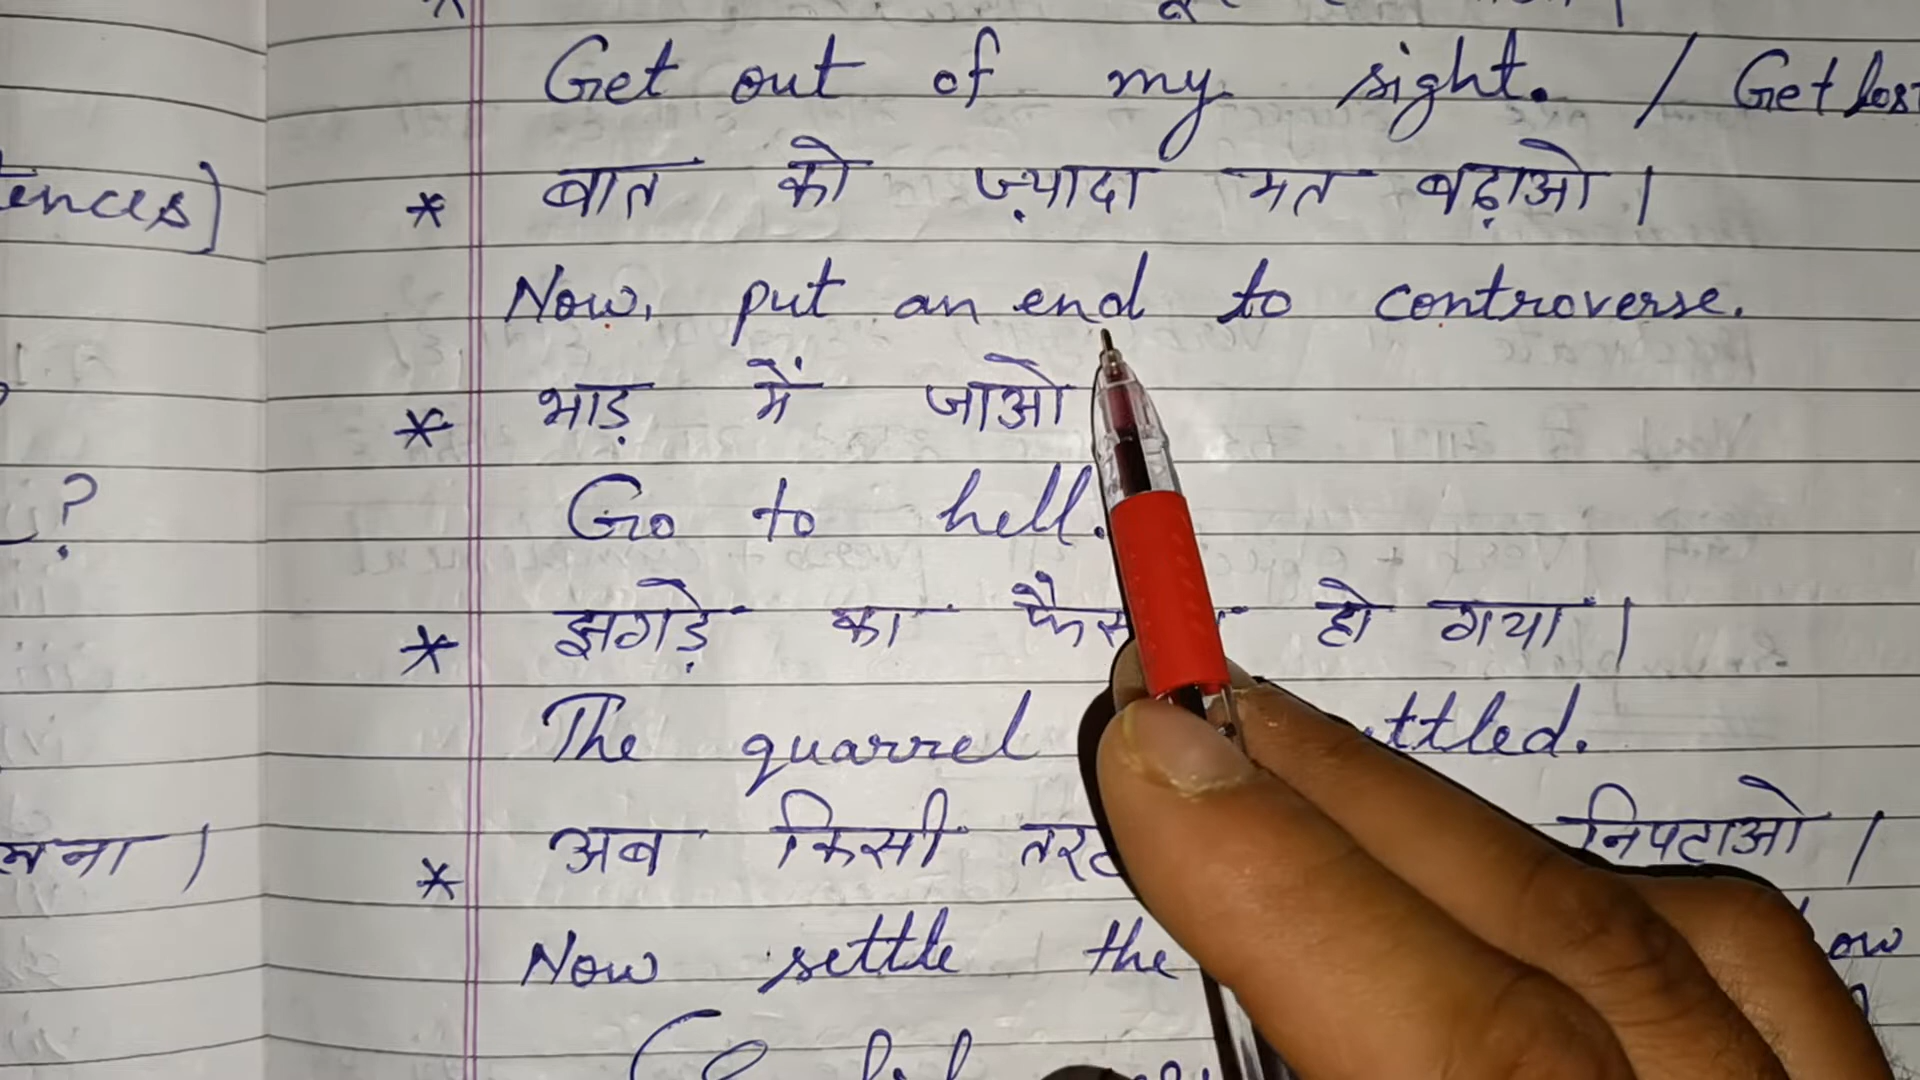 Get out of my sight. / Get lost
ences)
* बात को ज़्यादा मत बढ़ाओ ।
Now, put an end to controverse.
* भाड़ में जाओ
?
Go to hell.
* झगड़े का हो गया ।
The quarrel
* अब किसी निपटाओ ।
Now settle the